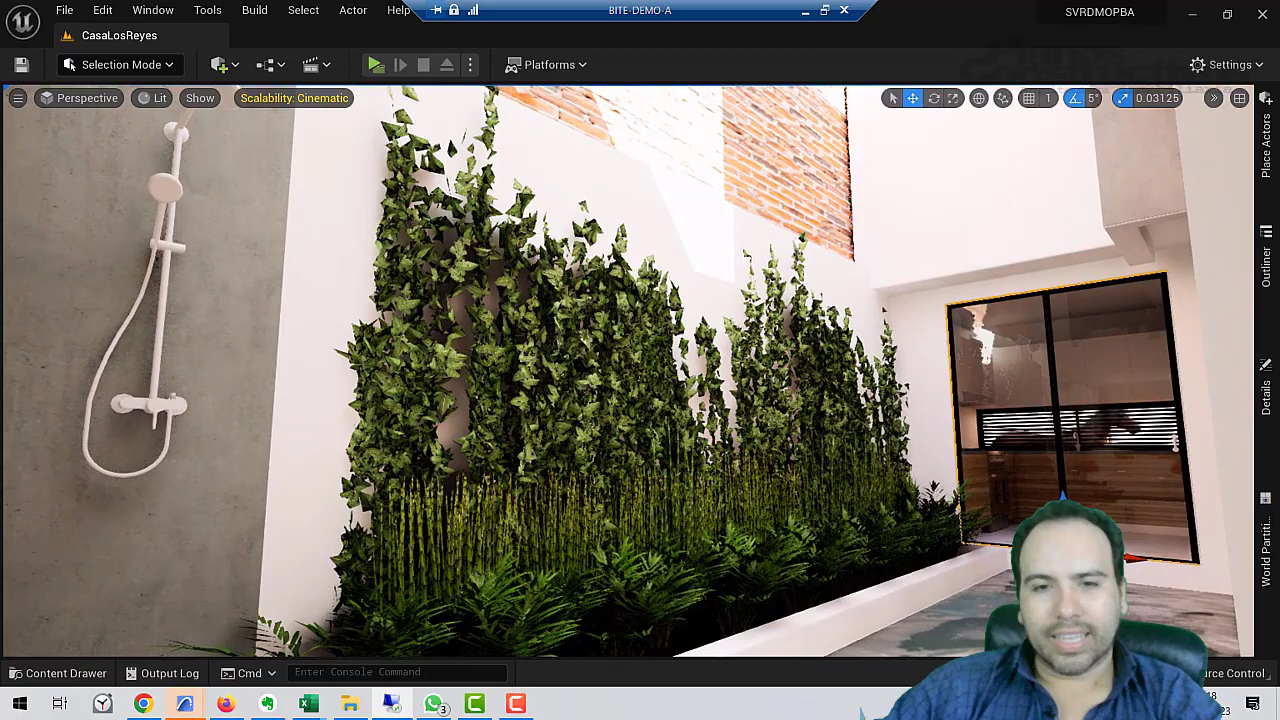 File Edit Window Tools Build Select Actor Help
BITE-DEMO-A
SVRDMOPBA
CasaLosReyes
Selection Mode
Platforms
Settings
Perspective
Lit
Show
Scalability: Cinematic
1
5°
0.03125
Place Actors
Outliner
Details
World Partiti
Content Drawer
Output Log
Cmd
Enter Console Command
urce Control
3